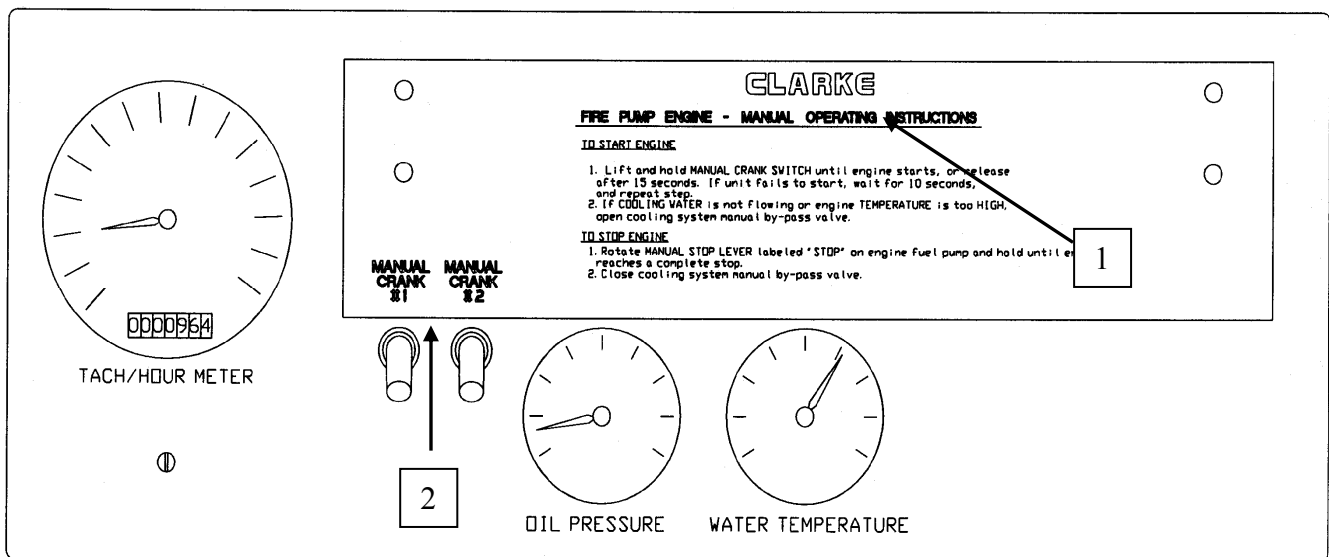 CLARKE
FIRE PUMP ENGINE - MANUAL OPERATING INSTRUCTIONS
TO START ENGINE
1. Lift and hold MANUAL CRANK SWITCH until engine starts, or release
after 15 seconds. If unit fails to start, wait for 10 seconds,
and repeat step.
2. If COOLING WATER is not flowing or engine TEMPERATURE is too HIGH,
open cooling system manual by-pass valve.
TO STOP ENGINE
1. Rotate MANUAL STOP LEVER labeled "STOP" on engine fuel pump and hold until
reaches a complete stop.
2. Close cooling system manual by-pass valve.
1
MANUAL CRANK #1
MANUAL CRANK #2
0000964
TACH/HOUR METER
2
OIL PRESSURE
WATER TEMPERATURE